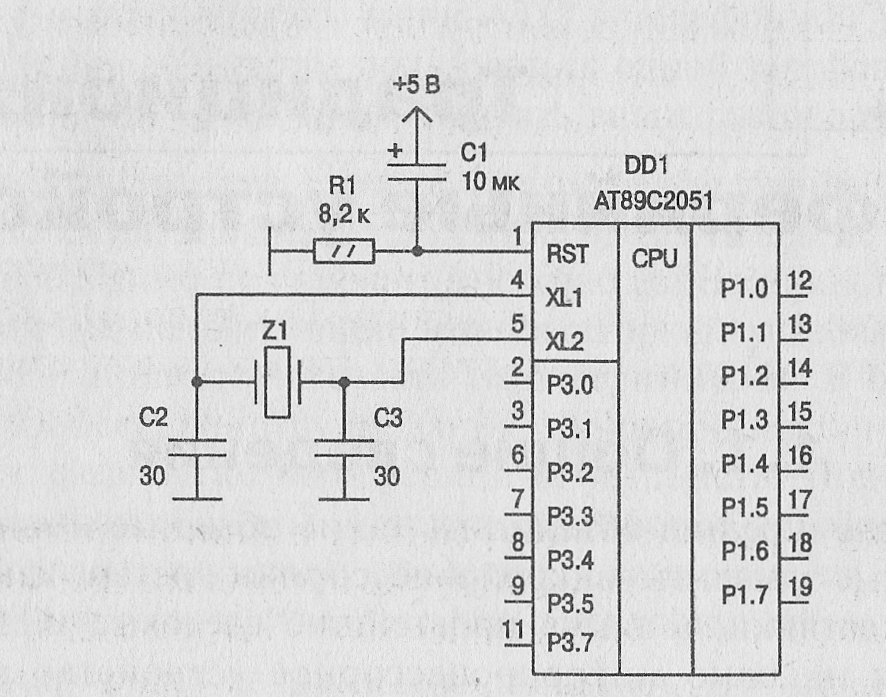 +5 В
+
C1
10 мк
R1
8,2 к
DD1
AT89C2051
1
RST
CPU
4
XL1
P1.0
12
5
XL2
P1.1
13
Z1
2
P3.0
P1.2
14
C2
C3
3
P3.1
P1.3
15
30
30
6
P3.2
P1.4
16
7
P3.3
P1.5
17
8
P3.4
P1.6
18
9
P3.5
P1.7
19
11
P3.7